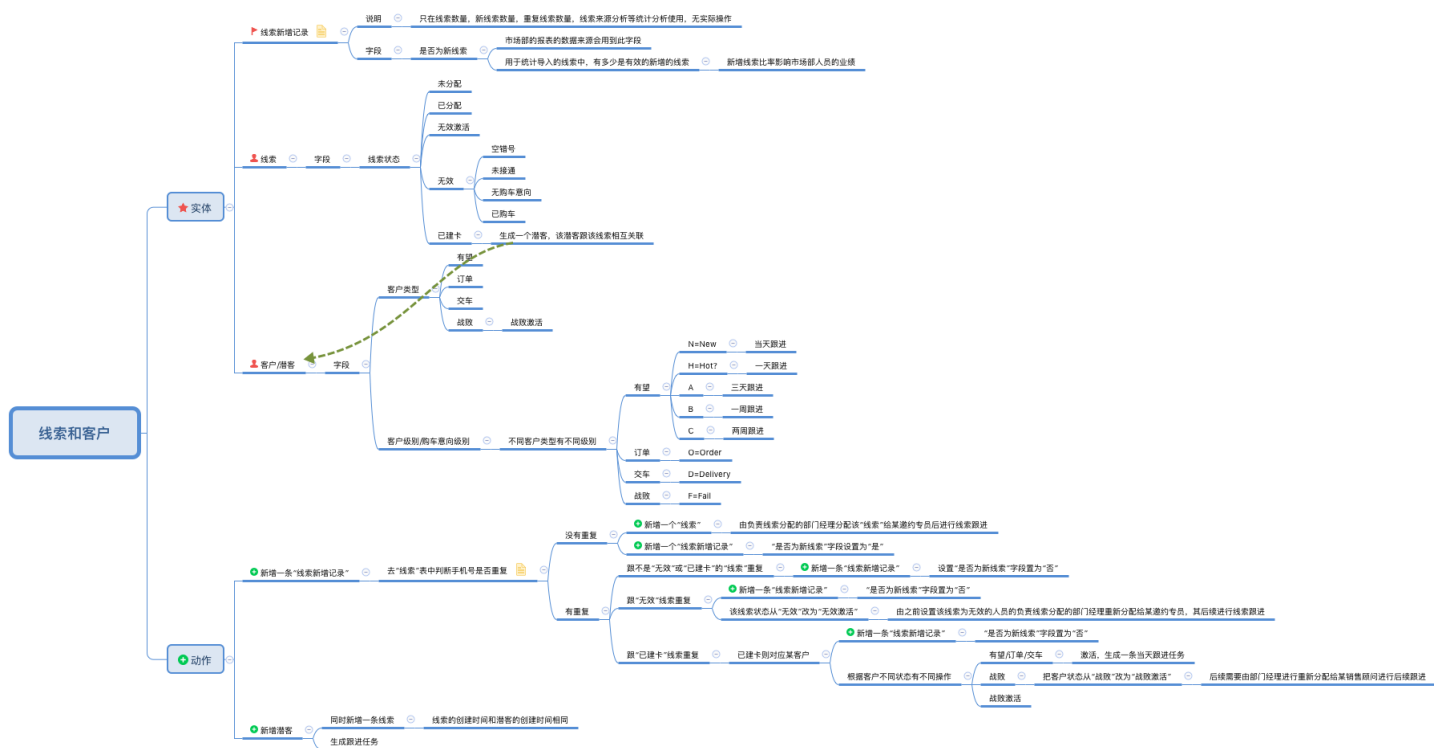 线索和客户
实体
线索新增记录
说明
只在线索数量，新线索数量，重复线索数量，线索来源分析等统计分析使用，无实际操作
字段
是否为新线索
市场部的报表的数据来源会用到此字段
用于统计导入的线索中，有多少是有效的新增的线索
新增线索比率影响市场部人员的业绩
线索
字段
线索状态
未分配
已分配
无效激活
无效
空错号
未接通
无购车意向
已购车
已建卡
生成一个潜客，该潜客跟该线索相互关联
客户/潜客
字段
客户类型
有望
订单
交车
战败
战败激活
客户级别/购车意向级别
不同客户类型有不同级别
有望
N=New
当天跟进
H=Hot?
一天跟进
A
三天跟进
B
一周跟进
C
两周跟进
订单
O=Order
交车
D=Delivery
战败
F=Fail
动作
新增一条“线索新增记录”
去“线索”表中判断手机号是否重复
没有重复
新增一个“线索”
由负责线索分配的部门经理分配该“线索”给某邀约专员后进行线索跟进
新增一个“线索新增记录”
“是否为新线索”字段设置为“是”
有重复
跟不是“无效”或“已建卡”的“线索”重复
新增一条“线索新增记录”
设置“是否为新线索”字段置为“否”
跟“无效”线索重复
新增一条“线索新增记录”
“是否为新线索”字段置为“否”
该线索状态从“无效”改为“无效激活”
由之前设置该线索为无效的人员的负责线索分配的部门经理重新分配给某邀约专员，其后续进行线索跟进
跟“已建卡”线索重复
已建卡则对应某客户
新增一条“线索新增记录”
“是否为新线索”字段置为“否”
根据客户不同状态有不同操作
有望/订单/交车
激活，生成一条当天跟进任务
战败
把客户状态从“战败”改为“战败激活”
后续需要由部门经理进行重新分配给某销售顾问进行后续跟进
战败激活
新增潜客
同时新增一条线索
线索的创建时间和潜客的创建时间相同
生成跟进任务